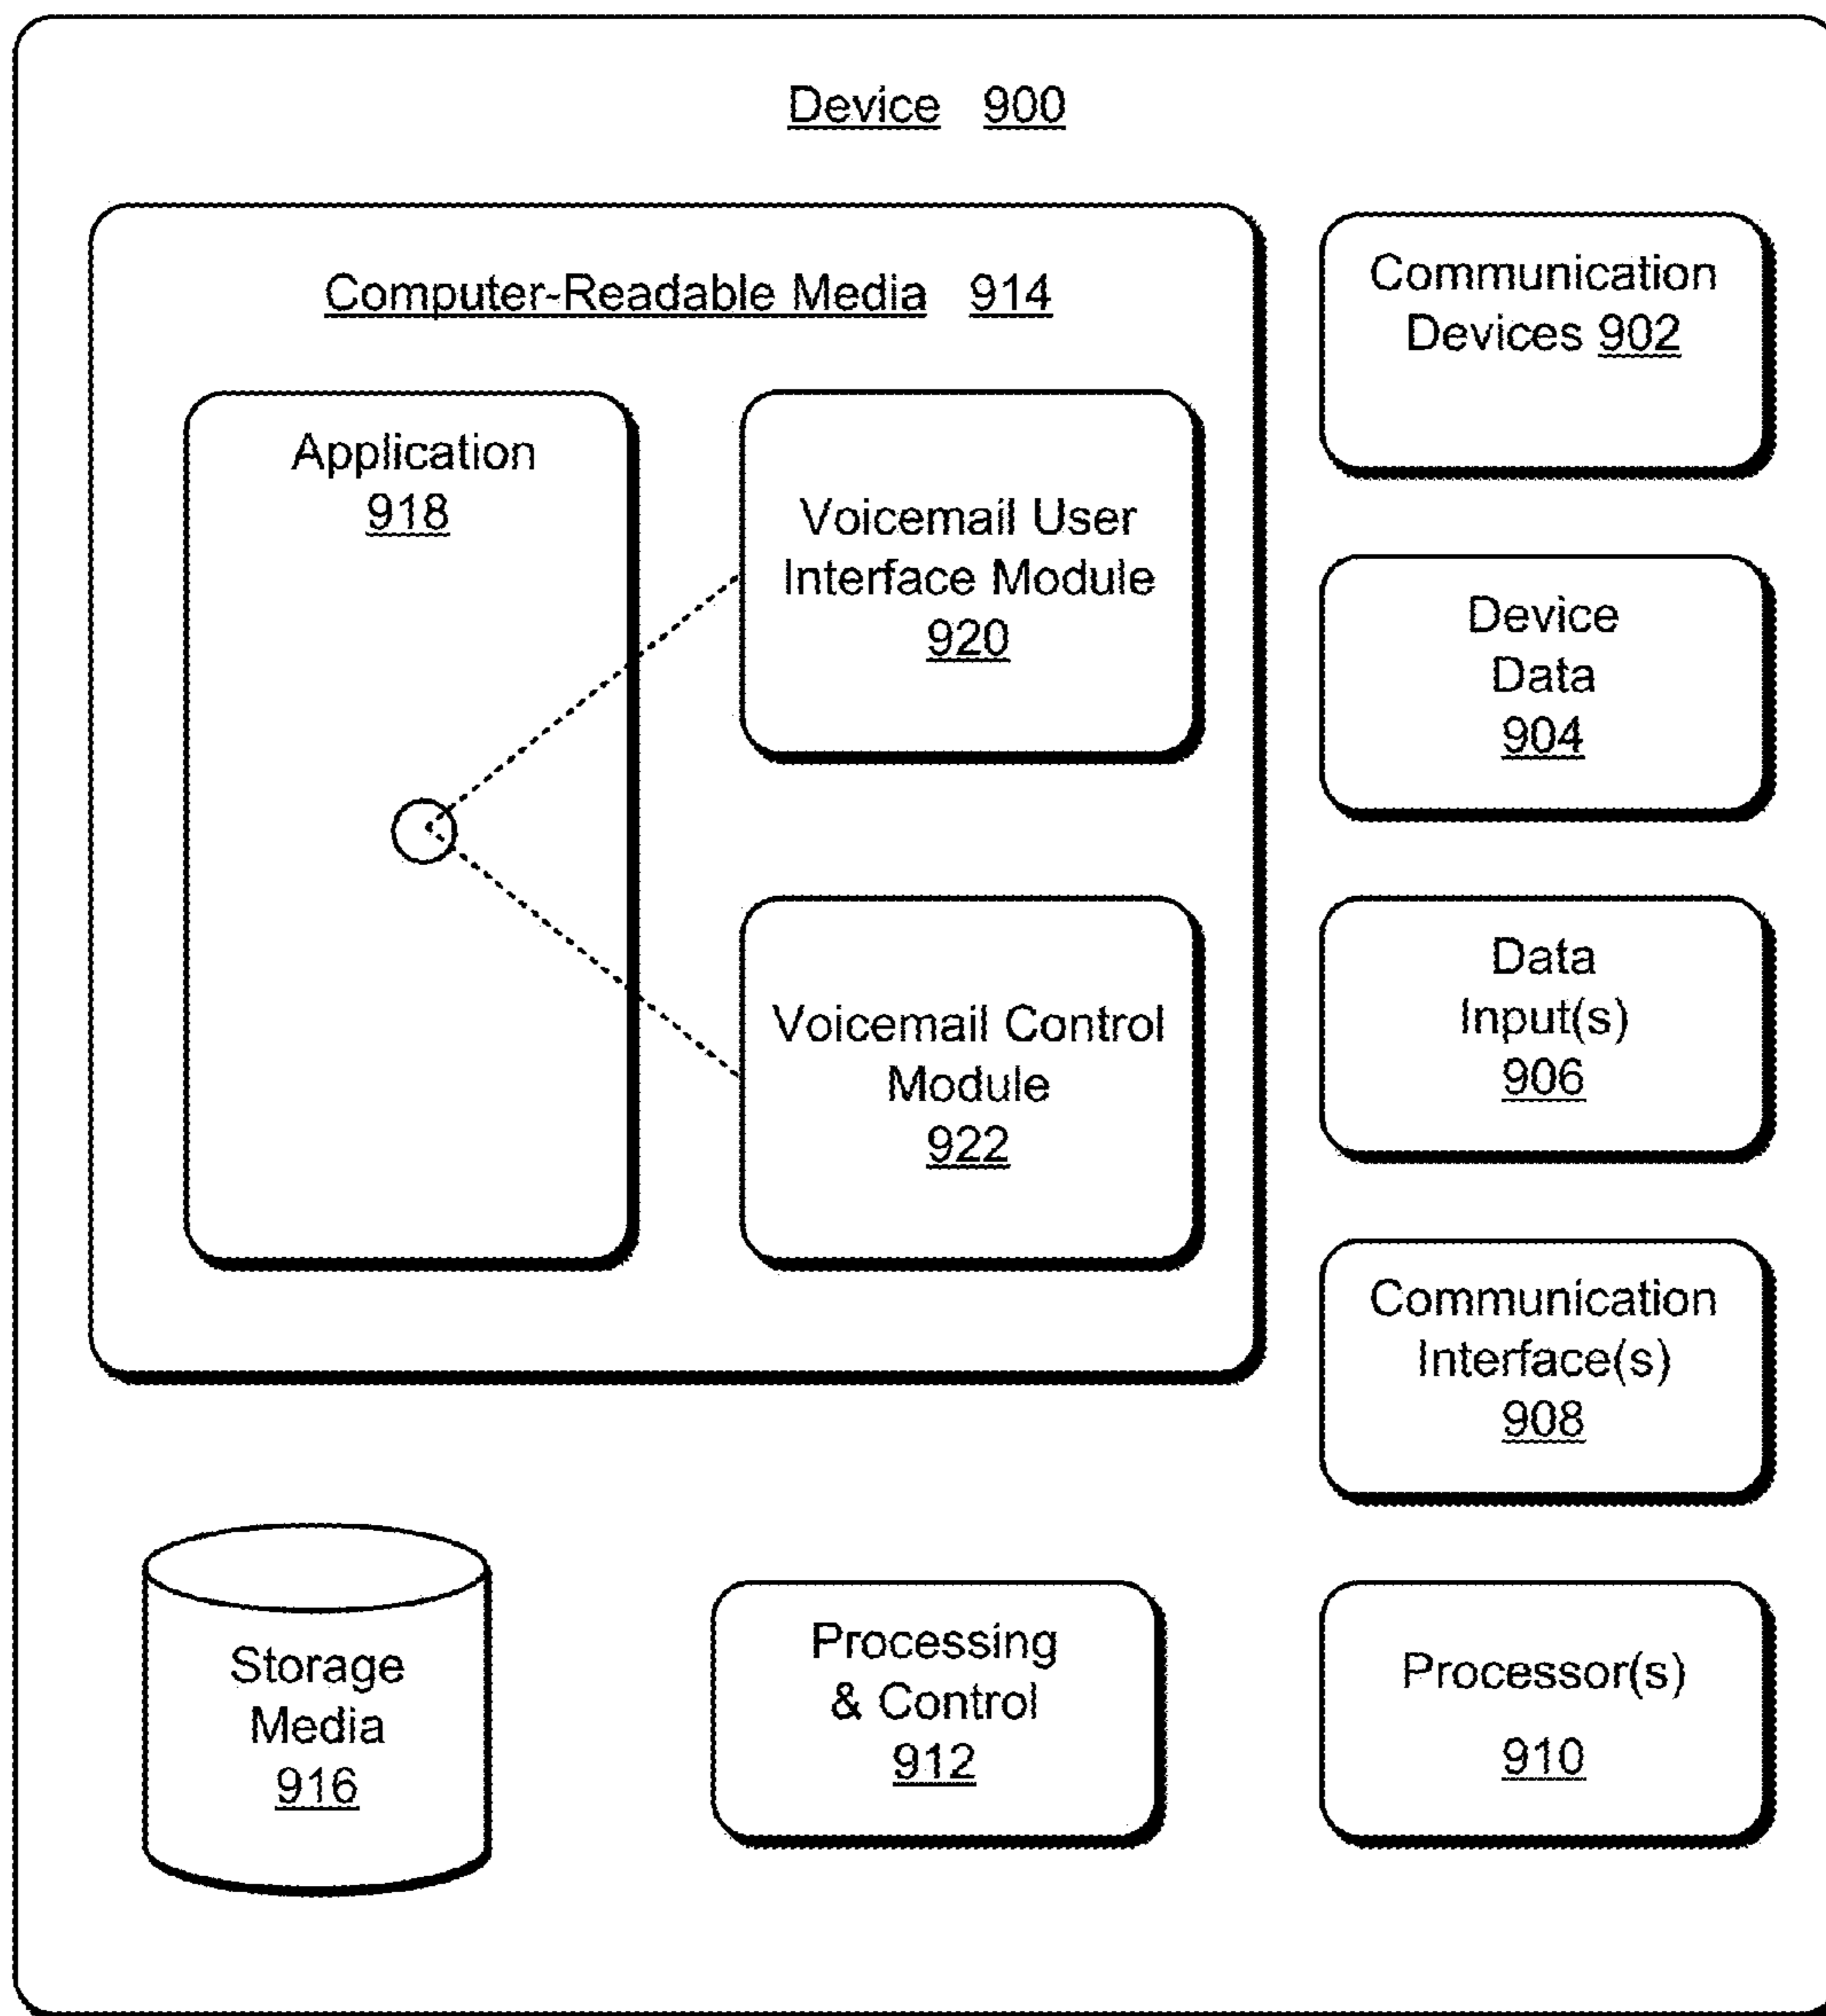 Device 900
Computer-Readable Media 914
Application
918
Voicemail User
Interface Module
920
Voicemail Control
Module
922
Communication
Devices 902
Device
Data
904
Data
Input(s)
906
Communication
Interface(s)
908
Storage
Media
916
Processing
& Control
912
Processor(s)
910